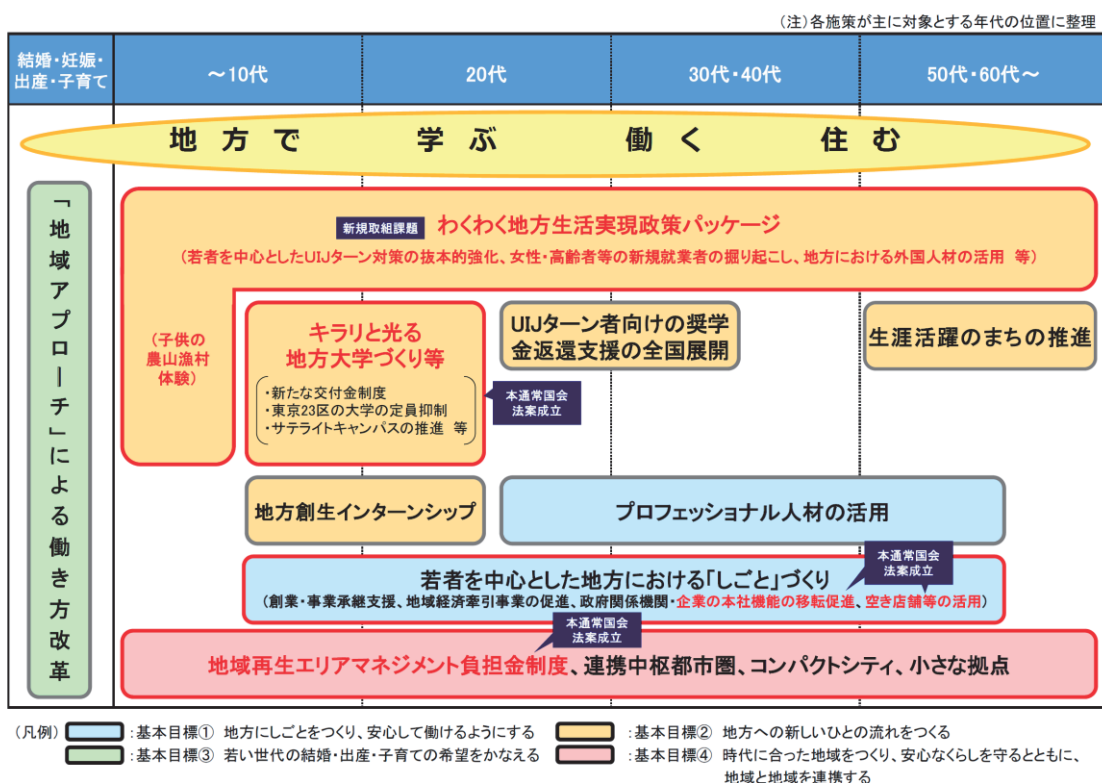 (注)各施策が主に対象とする年代の位置に整理
結婚・妊娠・
出産・子育て
～10代
20代
30代・40代
50代・60代～
地方で 学ぶ 働く 住む
「地域アプローチ」による働き方改革
新規取組課題 わくわく地方生活実現政策パッケージ
(若者を中心としたUIJターン対策の抜本的強化、女性・高齢者等の新規就業者の掘り起こし、地方における外国人材の活用 等)
(子供の
農山漁村
体験)
キラリと光る
地方大学づくり等
・新たな交付金制度
・東京23区の大学の定員抑制
・サテライトキャンパスの推進 等
本通常国会
法案成立
UIJターン者向けの奨学
金返還支援の全国展開
生涯活躍のまちの推進
地方創生インターンシップ
プロフェッショナル人材の活用
本通常国会
法案成立
若者を中心とした地方における「しごと」づくり
(創業・事業承継支援、地域経済牽引事業の促進、政府関係機関・企業の本社機能の移転促進、空き店舗等の活用)
本通常国会
法案成立
地域再生エリアマネジメント負担金制度、連携中枢都市圏、コンパクトシティ、小さな拠点
(凡例) :基本目標① 地方にしごとをつくり、安心して働けるようにする
:基本目標② 地方への新しいひとの流れをつくる
:基本目標③ 若い世代の結婚・出産・子育ての希望をかなえる
:基本目標④ 時代に合った地域をつくり、安心なくらしを守るとともに、
地域と地域を連携する